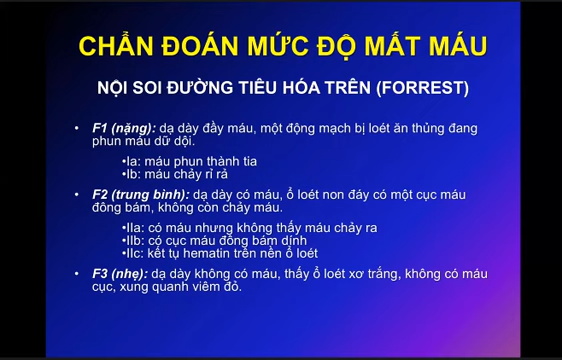 CHẨN ĐOÁN MỨC ĐỘ MẤT MÁU
NỘI SOI ĐƯỜNG TIÊU HÓA TRÊN (FORREST)
• F1 (nặng): dạ dày đầy máu, một động mạch bị loét ăn thủng đang
phun máu dữ dội.
•Ia: máu phun thành tia
•Ib: máu chảy rỉ rả
• F2 (trung bình): dạ dày có máu, ổ loét non đáy có một cục máu
đông bám, không còn chảy máu.
•IIa: có máu nhưng không thấy máu chảy ra
•IIb: có cục máu đông bám dính
•IIc: kết tụ hematin trên nền ổ loét
• F3 (nhẹ): dạ dày không có máu, thấy ổ loét xơ trắng, không có máu
cục, xung quanh viêm đỏ.